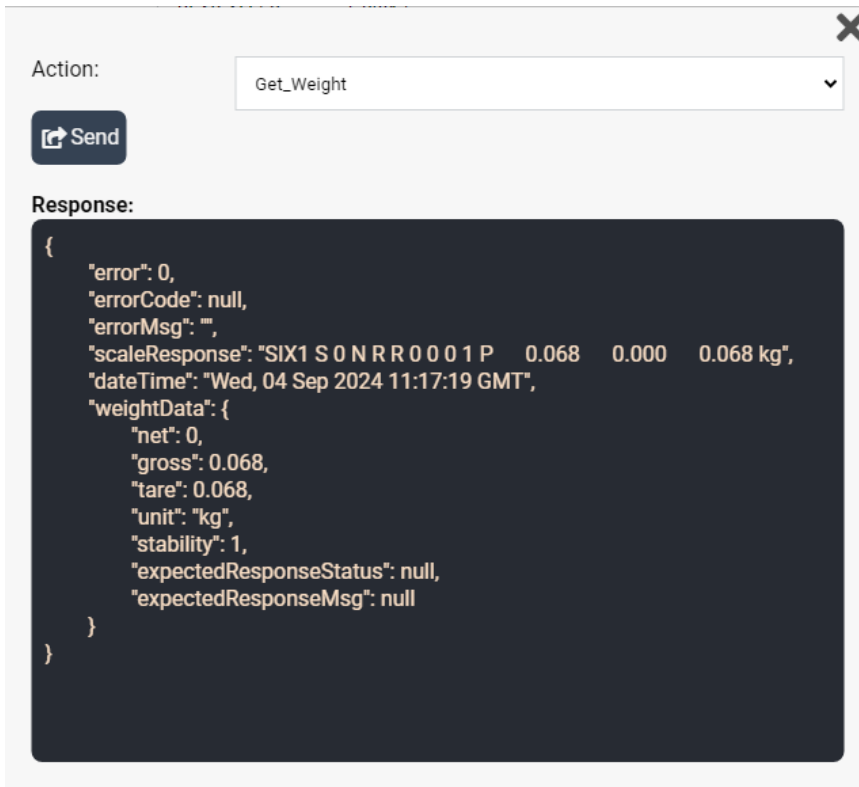 Action:
Get_Weight
Send
Response:
{
"error": 0,
"errorCode": null,
"errorMsg": "",
"scaleResponse": "SIX1 S 0 N R R 0 0 0 1 P 0.068 0.000 0.068 kg",
"dateTime": "Wed, 04 Sep 2024 11:17:19 GMT",
"weightData": {
"net": 0,
"gross": 0.068,
"tare": 0.068,
"unit": "kg",
"stability": 1,
"expectedResponseStatus": null,
"expectedResponseMsg": null
}
}